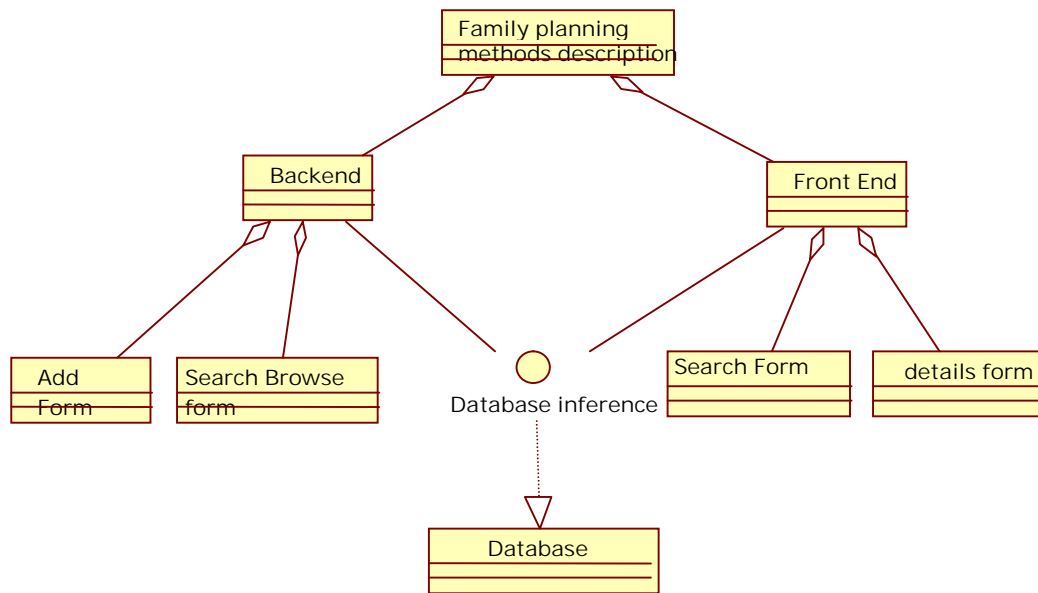 Family planning
methods description
Backend
Front End
Add
Form
Search Browse
form
Database inference
Search Form
details form
Database